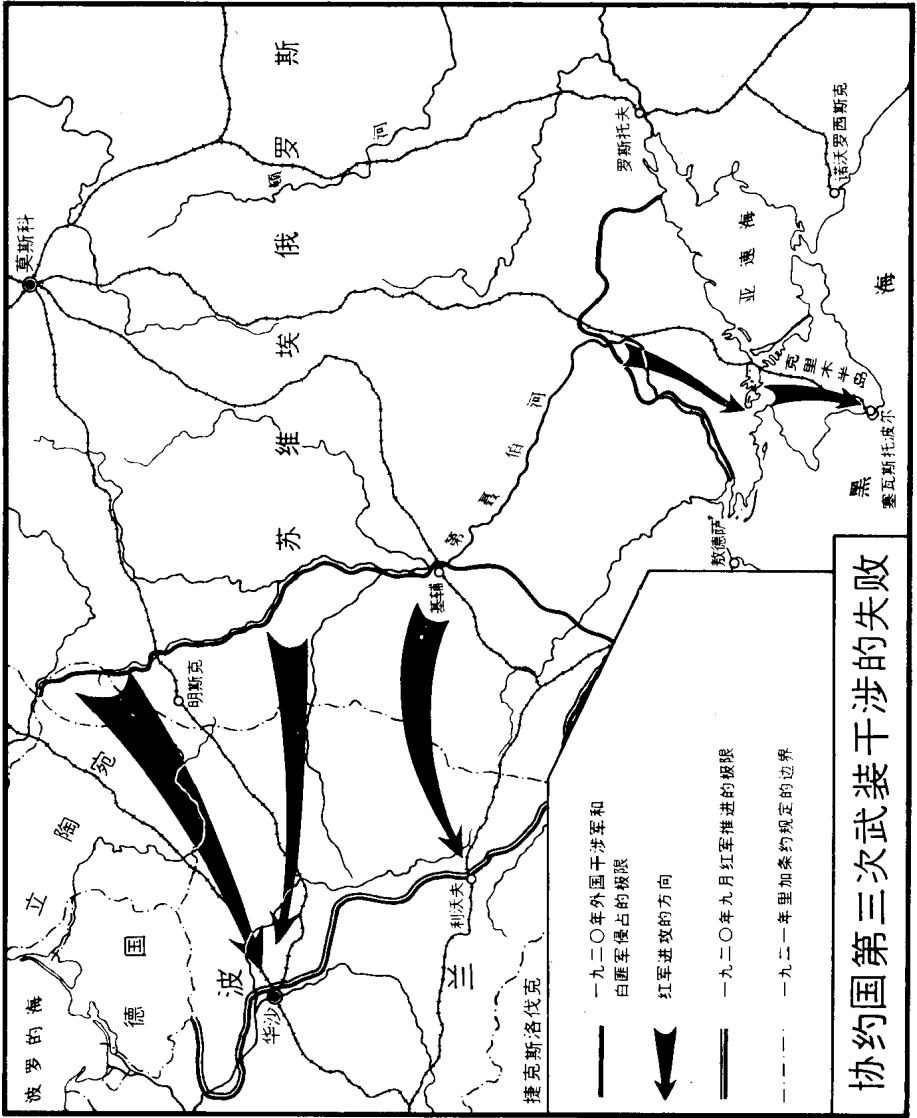 协约国第三次武装干涉的失败
一九二〇年外国干涉军和
白匪军侵占的极限
红军进攻的方向
一九二〇年九月红军推进的极限
一九二一年里加条约规定的边界
波罗的海
立陶宛
德国
波兰
华沙
利沃夫
捷克斯洛伐克
明斯克
基辅
苏维埃俄罗斯
莫斯科
顿河
第聂伯河
罗斯托夫
亚速海
诺沃罗西斯克
克里木半岛
塞瓦斯托波尔
敖德萨
黑海